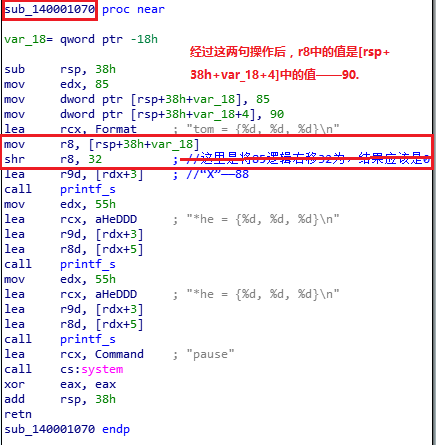 sub_140001070 proc near
var_18= qword ptr -18h
经过这两句操作后，r8中的值是[rsp+
38h+var_18+4]中的值——90.
sub rsp, 38h
mov edx, 85
mov dword ptr [rsp+38h+var_18], 85
mov dword ptr [rsp+38h+var_18+4], 90
lea rcx, Format ; "tom = {%d, %d, %d}\n"
mov r8, [rsp+38h+var_18]
shr r8, 32 ; //这里是将85逻辑右移32为，结果应该是0
lea r9d, [rdx+3] ; //"X"——88
call printf_s
mov edx, 55h
lea rcx, aHeDDD ; "*he = {%d, %d, %d}\n"
lea r9d, [rdx+3]
lea r8d, [rdx+5]
call printf_s
mov edx, 55h
lea rcx, aHeDDD ; "*he = {%d, %d, %d}\n"
lea r9d, [rdx+3]
lea r8d, [rdx+5]
call printf_s
lea rcx, Command ; "pause"
call cs:system
xor eax, eax
add rsp, 38h
retn
sub_140001070 endp